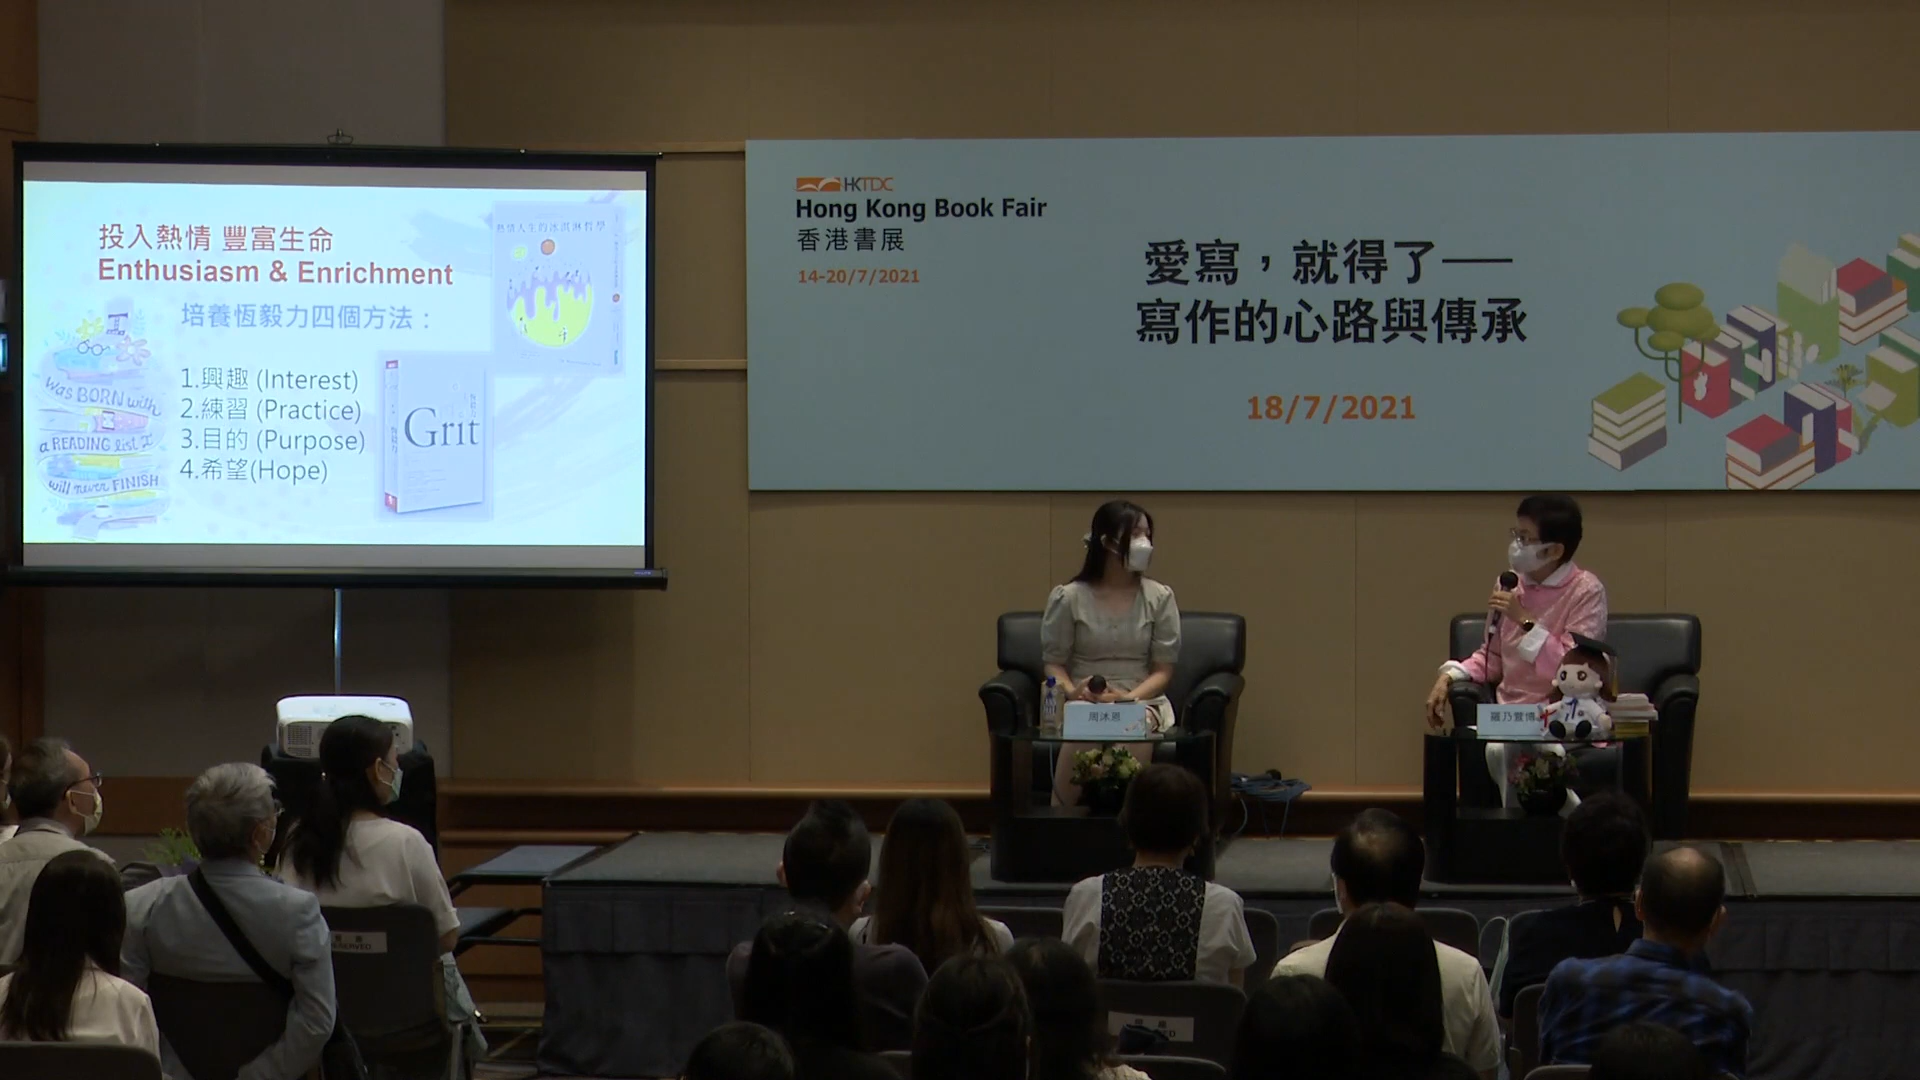 投入熱情 豐富生命
Enthusiasm & Enrichment
培養恆毅力四個方法：
1.興趣 (Interest)
2.練習 (Practice)
3.目的 (Purpose)
4.希望(Hope)
熱情人生的冰淇淋哲學
恆毅力
Grit
Was BORN with
a READING list I
will never FINISH
HKTDC
Hong Kong Book Fair
香港書展
14-20/7/2021
愛寫，就得了──
寫作的心路與傳承
18/7/2021
周沐恩
羅乃萱博
RESERVED